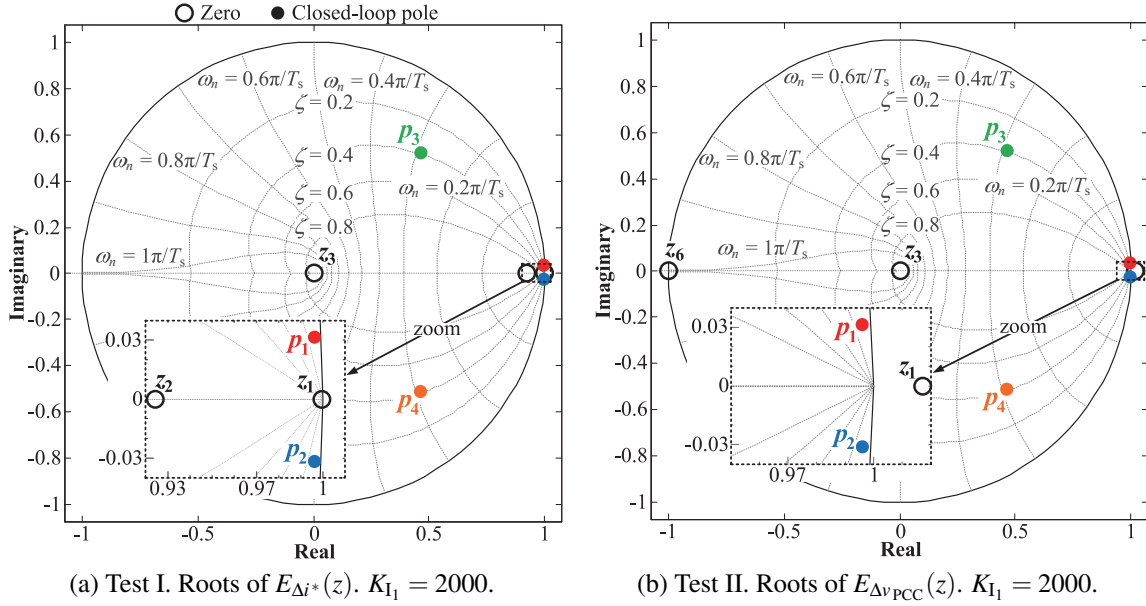 Zero Closed-loop pole
1
0.8
0.6
0.4
0.2
0
-0.2
-0.4
-0.6
-0.8
-1
Imaginary
ωn = 0.6π/Ts
ωn = 0.4π/Ts
ζ = 0.2
p3
ωn = 0.8π/Ts
ζ = 0.4
ωn = 0.2π/Ts
ζ = 0.6
ζ = 0.8
ωn = 1π/Ts
z3
zoom
0.03
p1
z2
z1
0
p4
-0.03
p2
0.93
0.97
1
-1
-0.5
0
0.5
1
Real
(a) Test I. Roots of EΔi*(z). KI1 = 2000.
1
0.8
0.6
0.4
0.2
0
-0.2
-0.4
-0.6
-0.8
-1
Imaginary
ωn = 0.6π/Ts
ωn = 0.4π/Ts
ζ = 0.2
p3
ωn = 0.8π/Ts
ζ = 0.4
ωn = 0.2π/Ts
ζ = 0.6
ζ = 0.8
z6
ωn = 1π/Ts
z3
zoom
0.03
p1
z1
0
p4
-0.03
p2
0.97
1
-1
-0.5
0
0.5
1
Real
(b) Test II. Roots of EΔvPCC(z). KI1 = 2000.